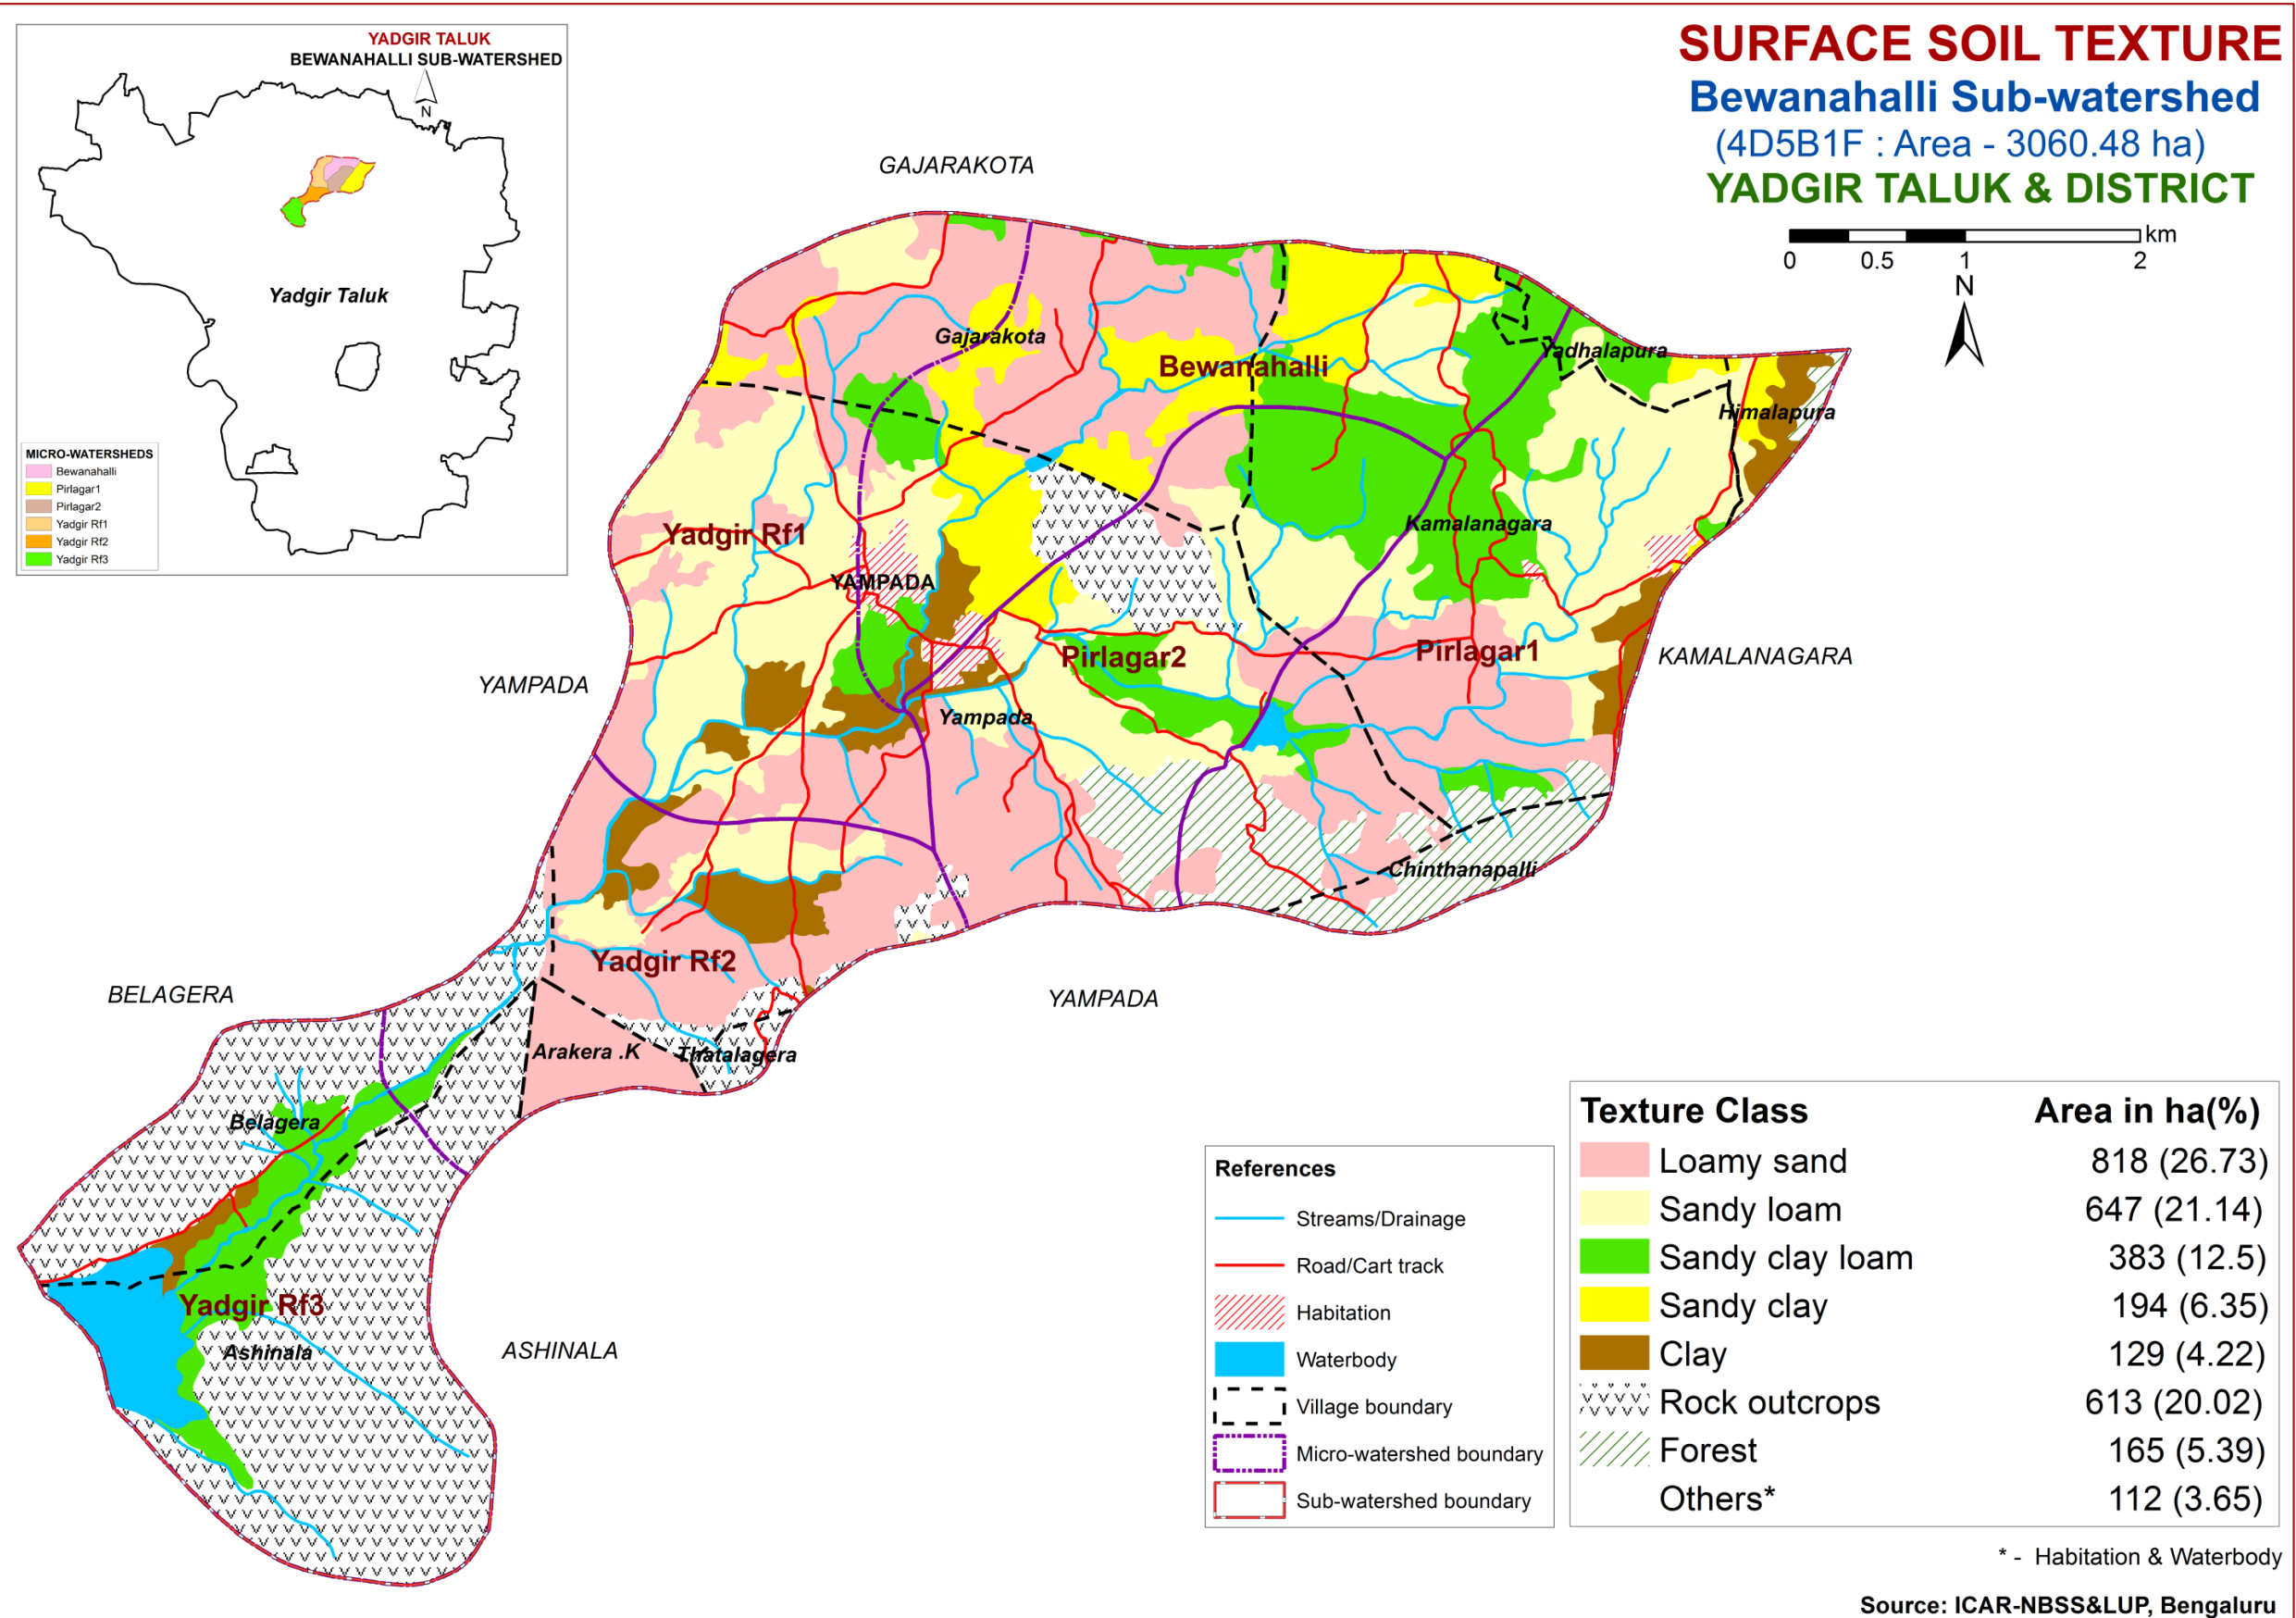 YADGIR TALUK
BEWANAHALLI SUB-WATERSHED
N
Yadgir Taluk
MICRO-WATERSHEDS
Bewanahalli
Pirlagar1
Pirlagar2
Yadgir Rf1
Yadgir Rf2
Yadgir Rf3
SURFACE SOIL TEXTURE
Bewanahalli Sub-watershed
(4D5B1F : Area - 3060.48 ha)
YADGIR TALUK & DISTRICT
km
0 0.5 1 2
N
GAJARAKOTA
Gajarakota
Bewanahalli
Yadhalapura
Himalapura
Kamalanagara
Yadgir Rf1
YAMPADA
Pirlagar2
Pirlagar1
KAMALANAGARA
YAMPADA
Yampada
Chinthanapalli
Yadgir Rf2
BELAGERA
YAMPADA
Arakera .K
Thatalagera
Belagera
Yadgir Rf3
Ashinala
ASHINALA
References
Streams/Drainage
Road/Cart track
Habitation
Waterbody
Village boundary
Micro-watershed boundary
Sub-watershed boundary
Texture Class Area in ha(%)
Loamy sand 818 (26.73)
Sandy loam 647 (21.14)
Sandy clay loam 383 (12.5)
Sandy clay 194 (6.35)
Clay 129 (4.22)
Rock outcrops 613 (20.02)
Forest 165 (5.39)
Others* 112 (3.65)
* - Habitation & Waterbody
Source: ICAR-NBSS&LUP, Bengaluru